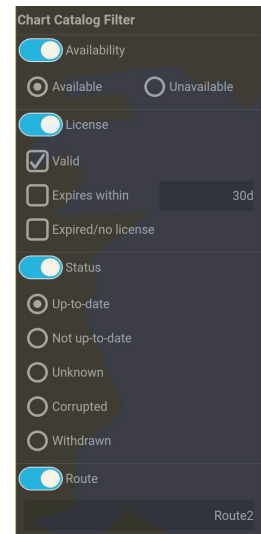 Chart Catalog Filter
Availability
Available Unavailable
License
Valid
Expires within 30d
Expired/no license
Status
Up-to-date
Not up-to-date
Unknown
Corrupted
Withdrawn
Route
Route2